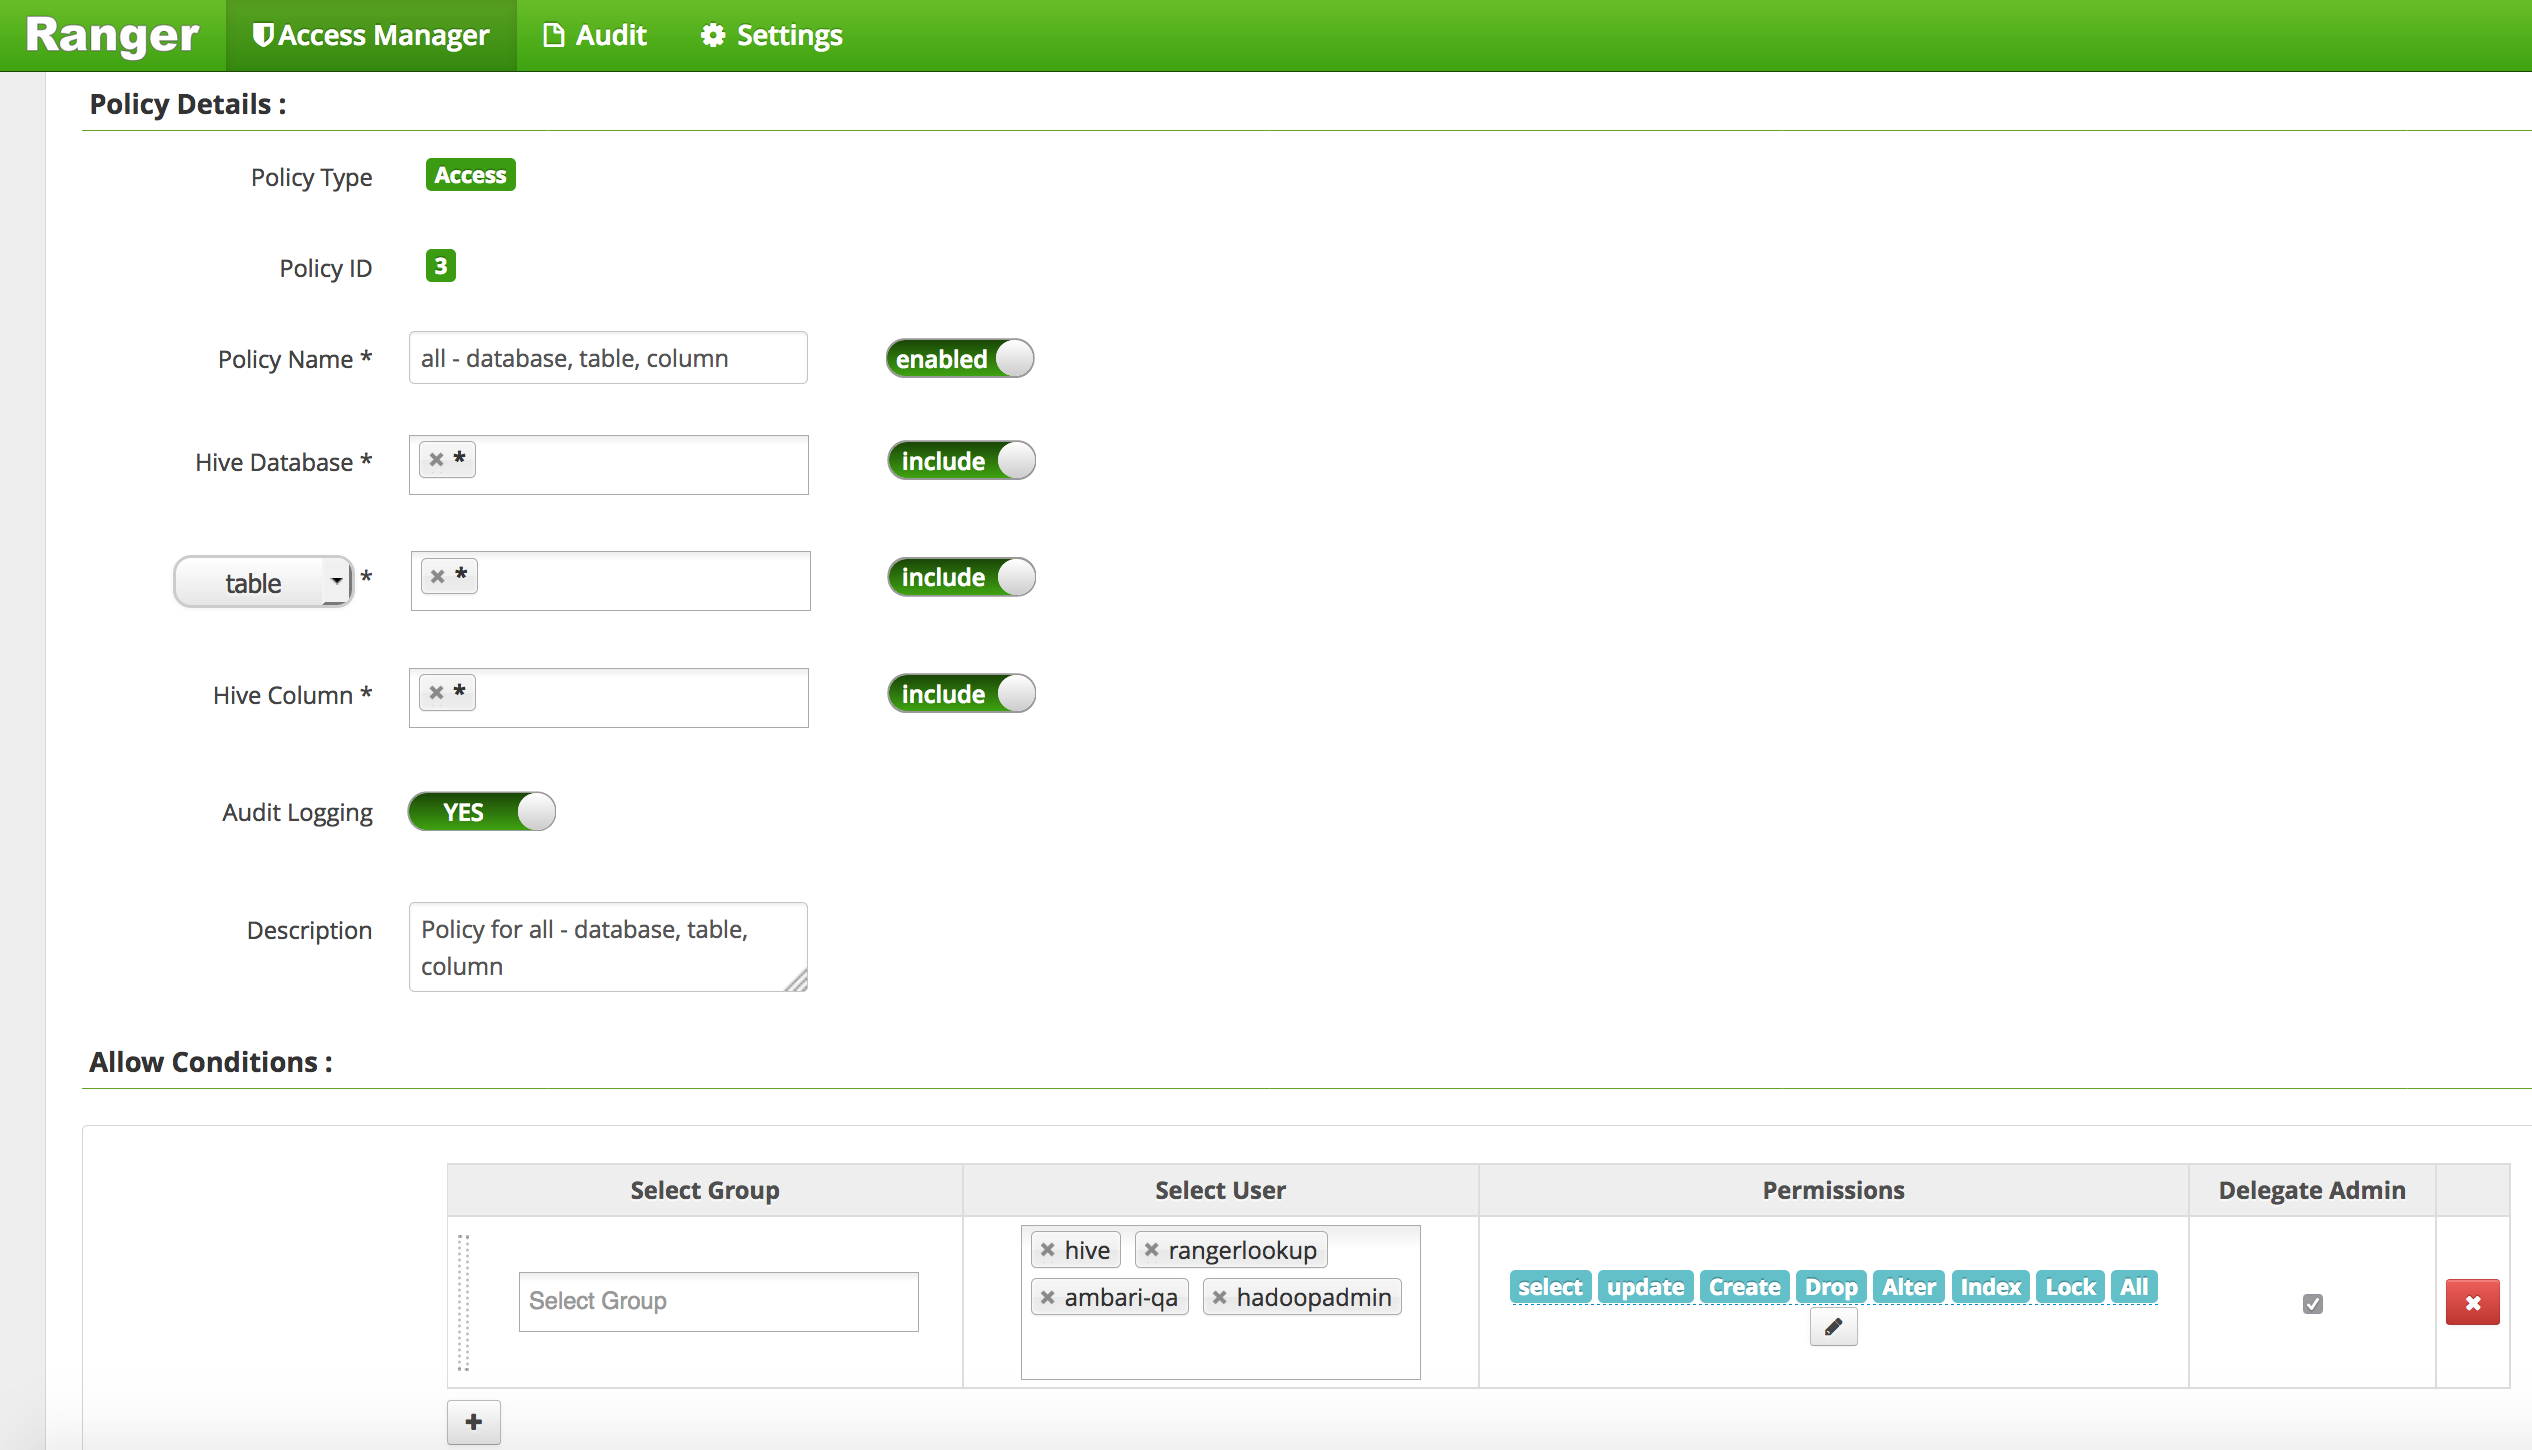 Ranger Access Manager Audit Settings
Policy Details :
Policy Type Access
Policy ID 3
Policy Name * all - database, table, column enabled
Hive Database * × * include
table * × * include
Hive Column * × * include
Audit Logging YES
Description Policy for all - database, table,
column
Allow Conditions :
Select Group Select User Permissions Delegate Admin
× hive × rangerlookup
Select Group × ambari-qa × hadoopadmin select update Create Drop Alter Index Lock All